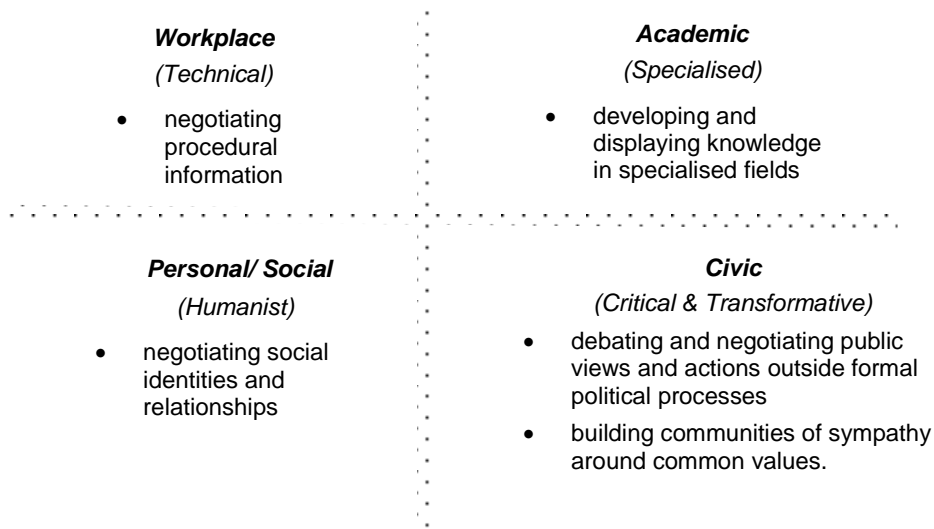 Workplace
(Technical)
• negotiating
procedural
information
Academic
(Specialised)
• developing and
displaying knowledge
in specialised fields
Personal/ Social
(Humanist)
• negotiating social
identities and
relationships
Civic
(Critical & Transformative)
• debating and negotiating public
views and actions outside formal
political processes
• building communities of sympathy
around common values.